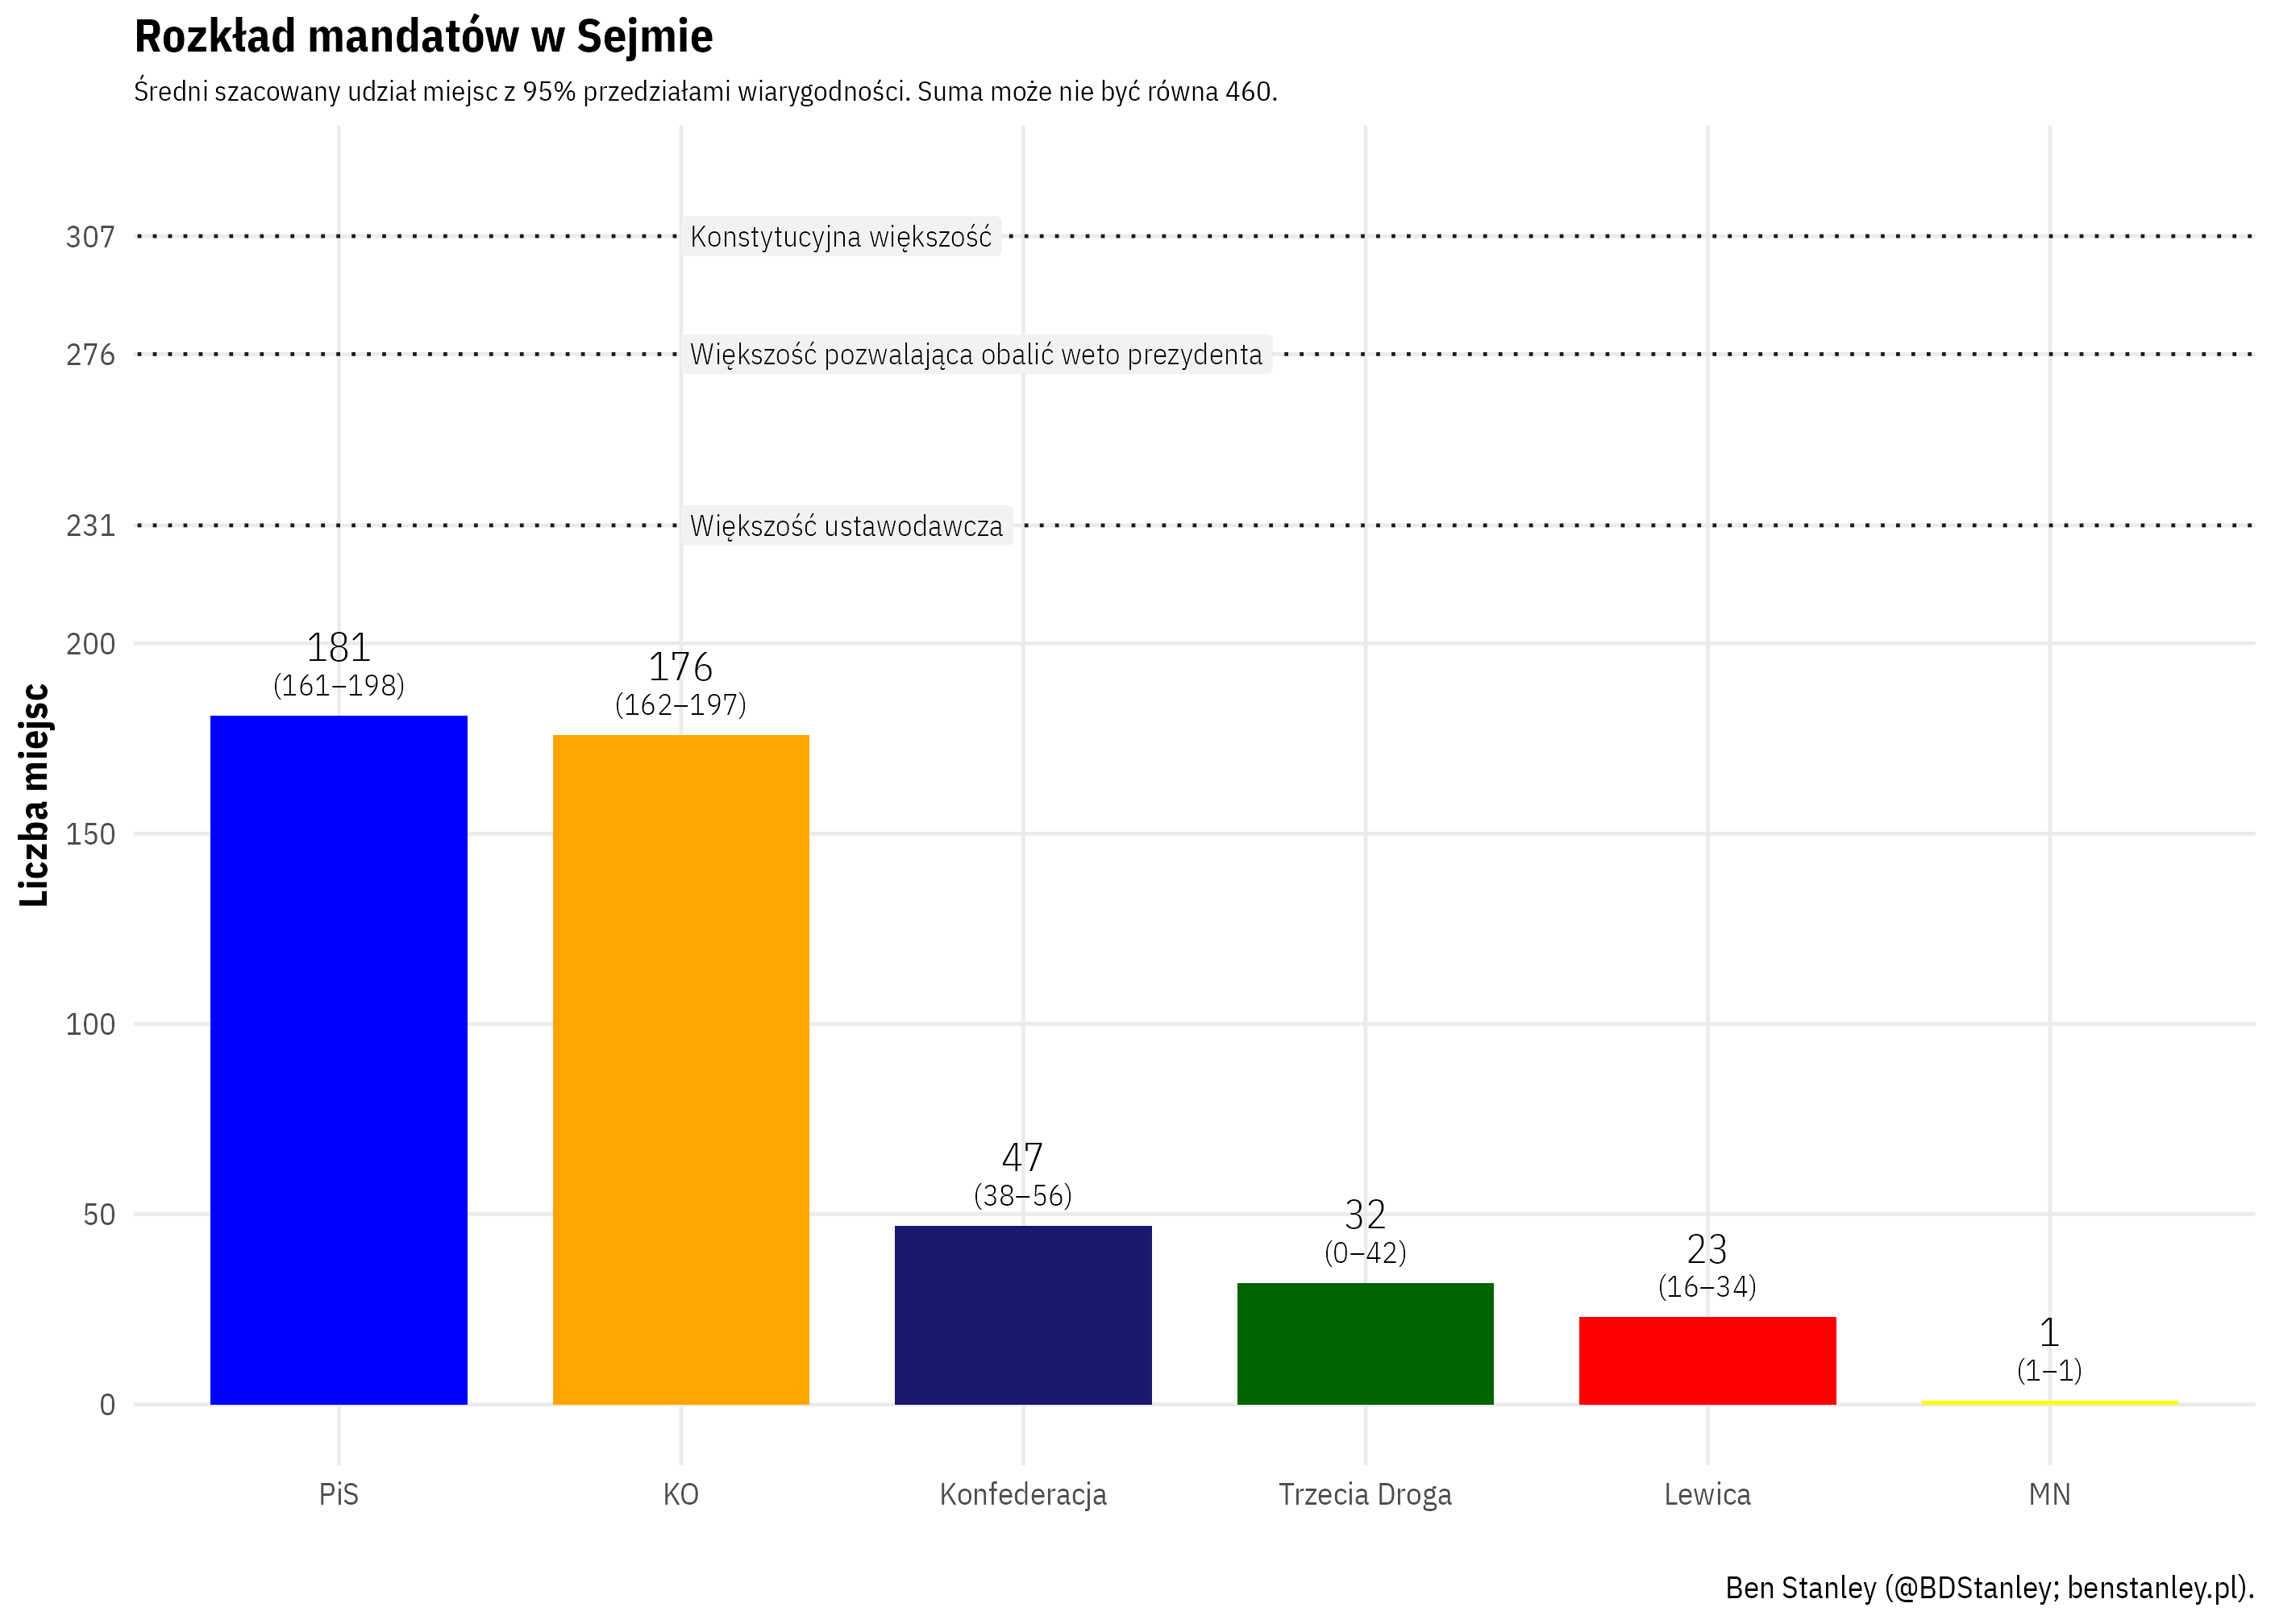 Rozkład mandatów w Sejmie
Średni szacowany udział miejsc z 95% przedziałami wiarygodności. Suma może nie być równa 460.
307
Konstytucyjna większość
276
Większość pozwalająca obalić weto prezydenta
231
Większość ustawodawcza
200
150
100
50
0
Liczba miejsc
181
(161–198)
176
(162–197)
47
(38–56)
32
(0–42)
23
(16–34)
1
(1–1)
PiS
KO
Konfederacja
Trzecia Droga
Lewica
MN
Ben Stanley (@BDStanley; benstanley.pl).